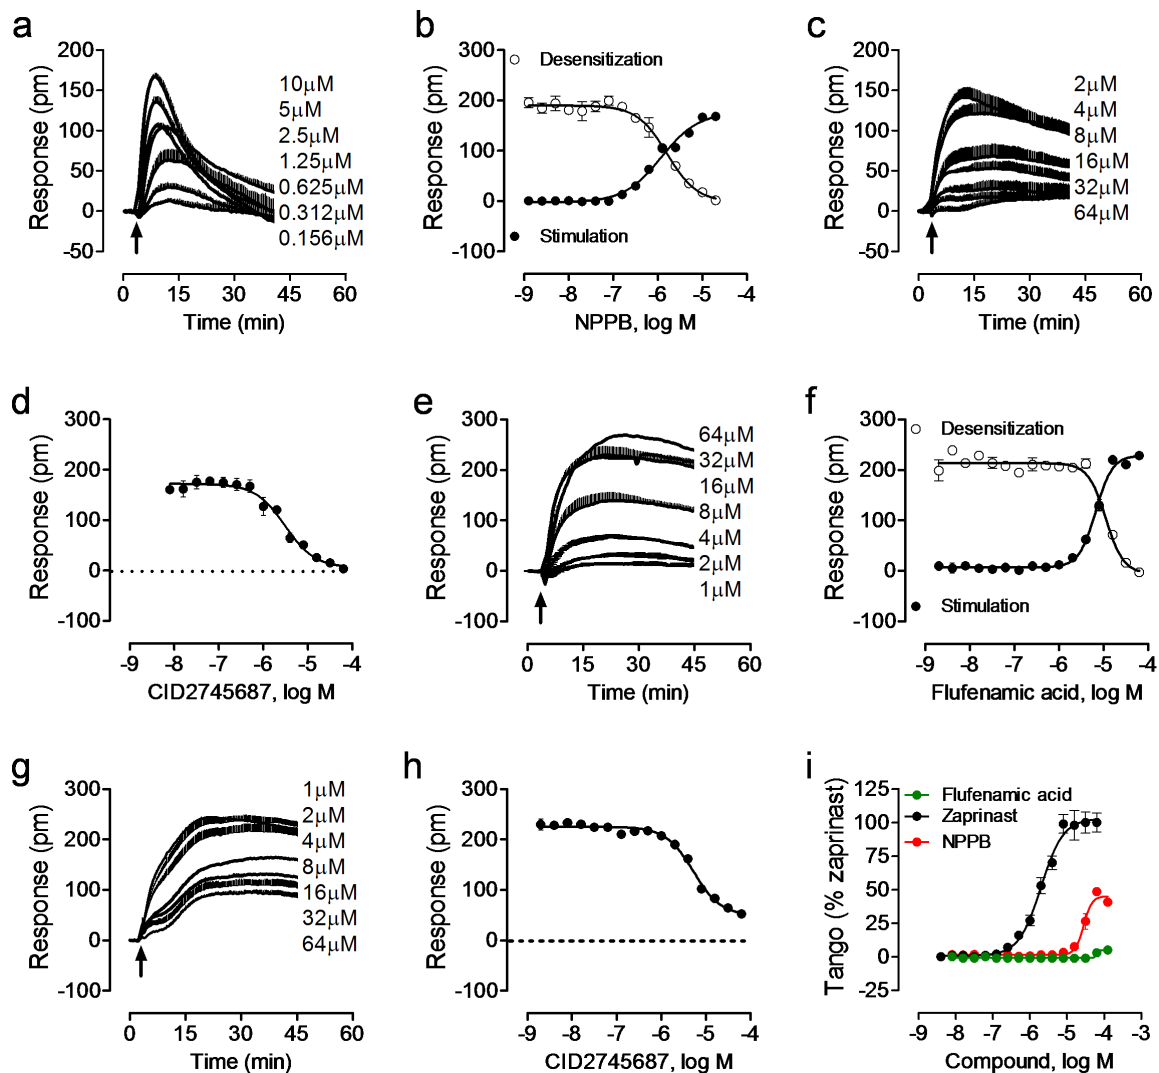 a
Response (pm)
200
150
100
50
0
-50
10µM
5µM
2.5µM
1.25µM
0.625µM
0.312µM
0.156µM
0 15 30 45 60
Time (min)
b
Response (pm)
300
200
100
0
-100
Desensitization
Stimulation
-9 -8 -7 -6 -5 -4
NPPB, log M
c
Response (pm)
200
150
100
50
0
-50
2µM
4µM
8µM
16µM
32µM
64µM
0 15 30 45 60
Time (min)
d
Response (pm)
300
200
100
0
-100
-9 -8 -7 -6 -5 -4
CID2745687, log M
e
Response (pm)
300
200
100
0
-100
64µM
32µM
16µM
8µM
4µM
2µM
1µM
0 15 30 45 60
Time (min)
f
Response (pm)
300
200
100
0
-100
Desensitization
Stimulation
-9 -8 -7 -6 -5 -4 -3
Flufenamic acid, log M
g
Response (pm)
300
200
100
0
-100
1µM
2µM
4µM
8µM
16µM
32µM
64µM
0 15 30 45 60
Time (min)
h
Response (pm)
300
200
100
0
-100
-9 -8 -7 -6 -5 -4
CID2745687, log M
i
Tango (% zaprinast)
125
100
75
50
25
0
-25
Flufenamic acid
Zaprinast
NPPB
-9 -8 -7 -6 -5 -4 -3
Compound, log M